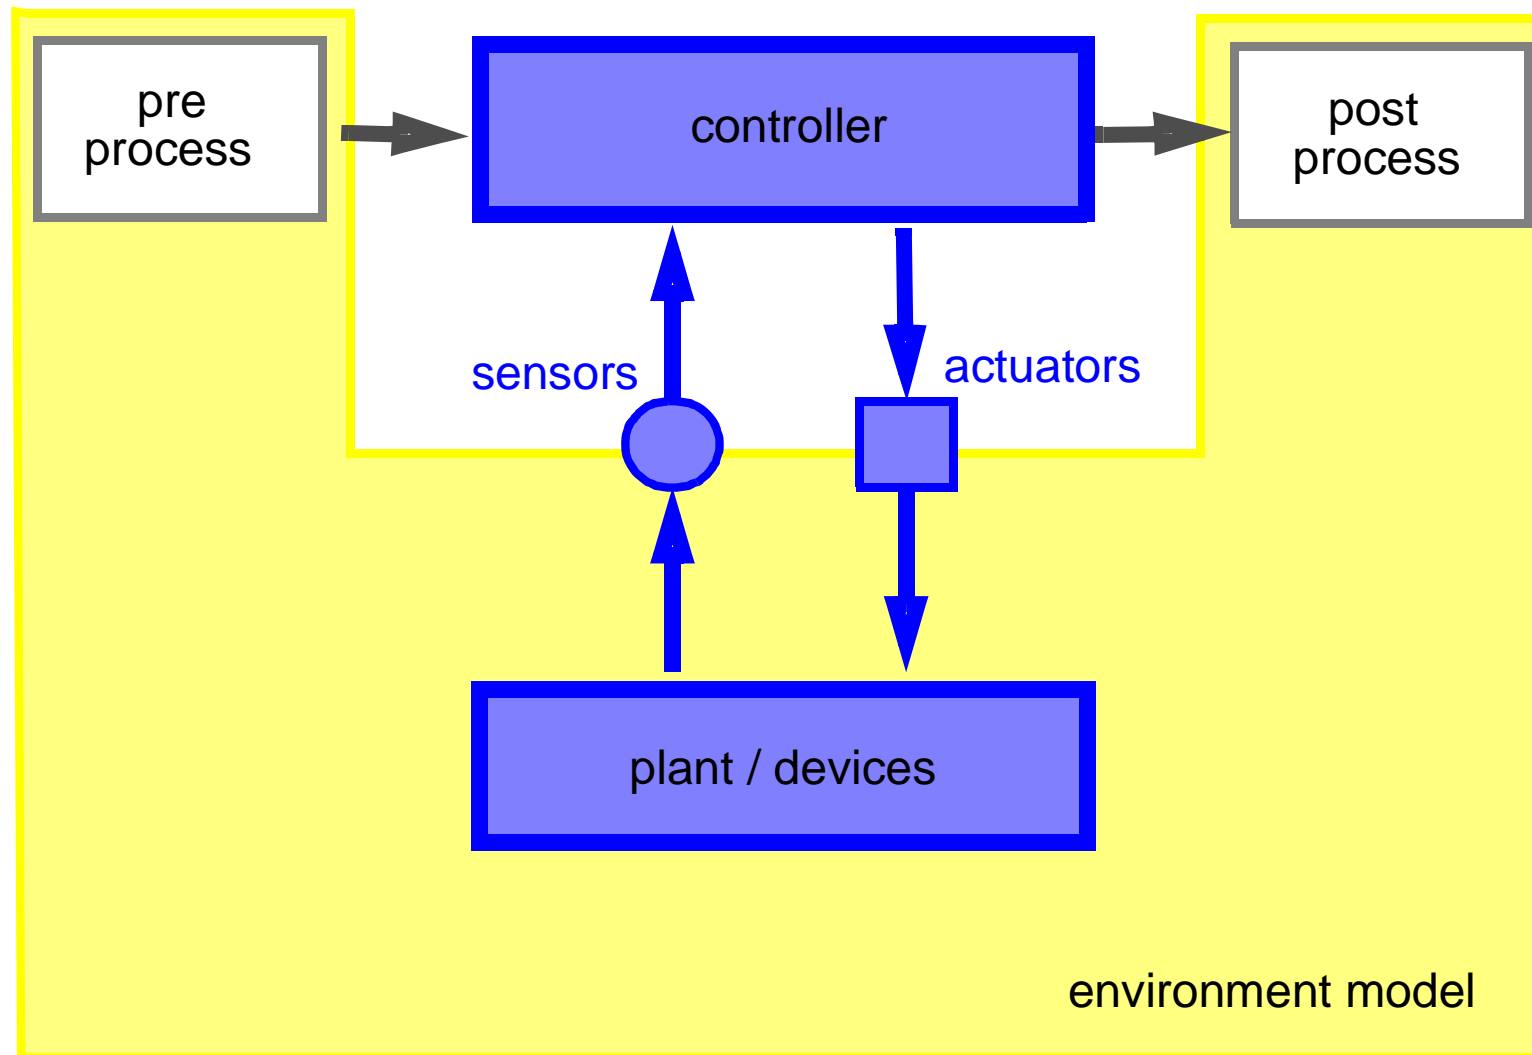 pre
process
controller
post
process
sensors
actuators
plant / devices
environment model